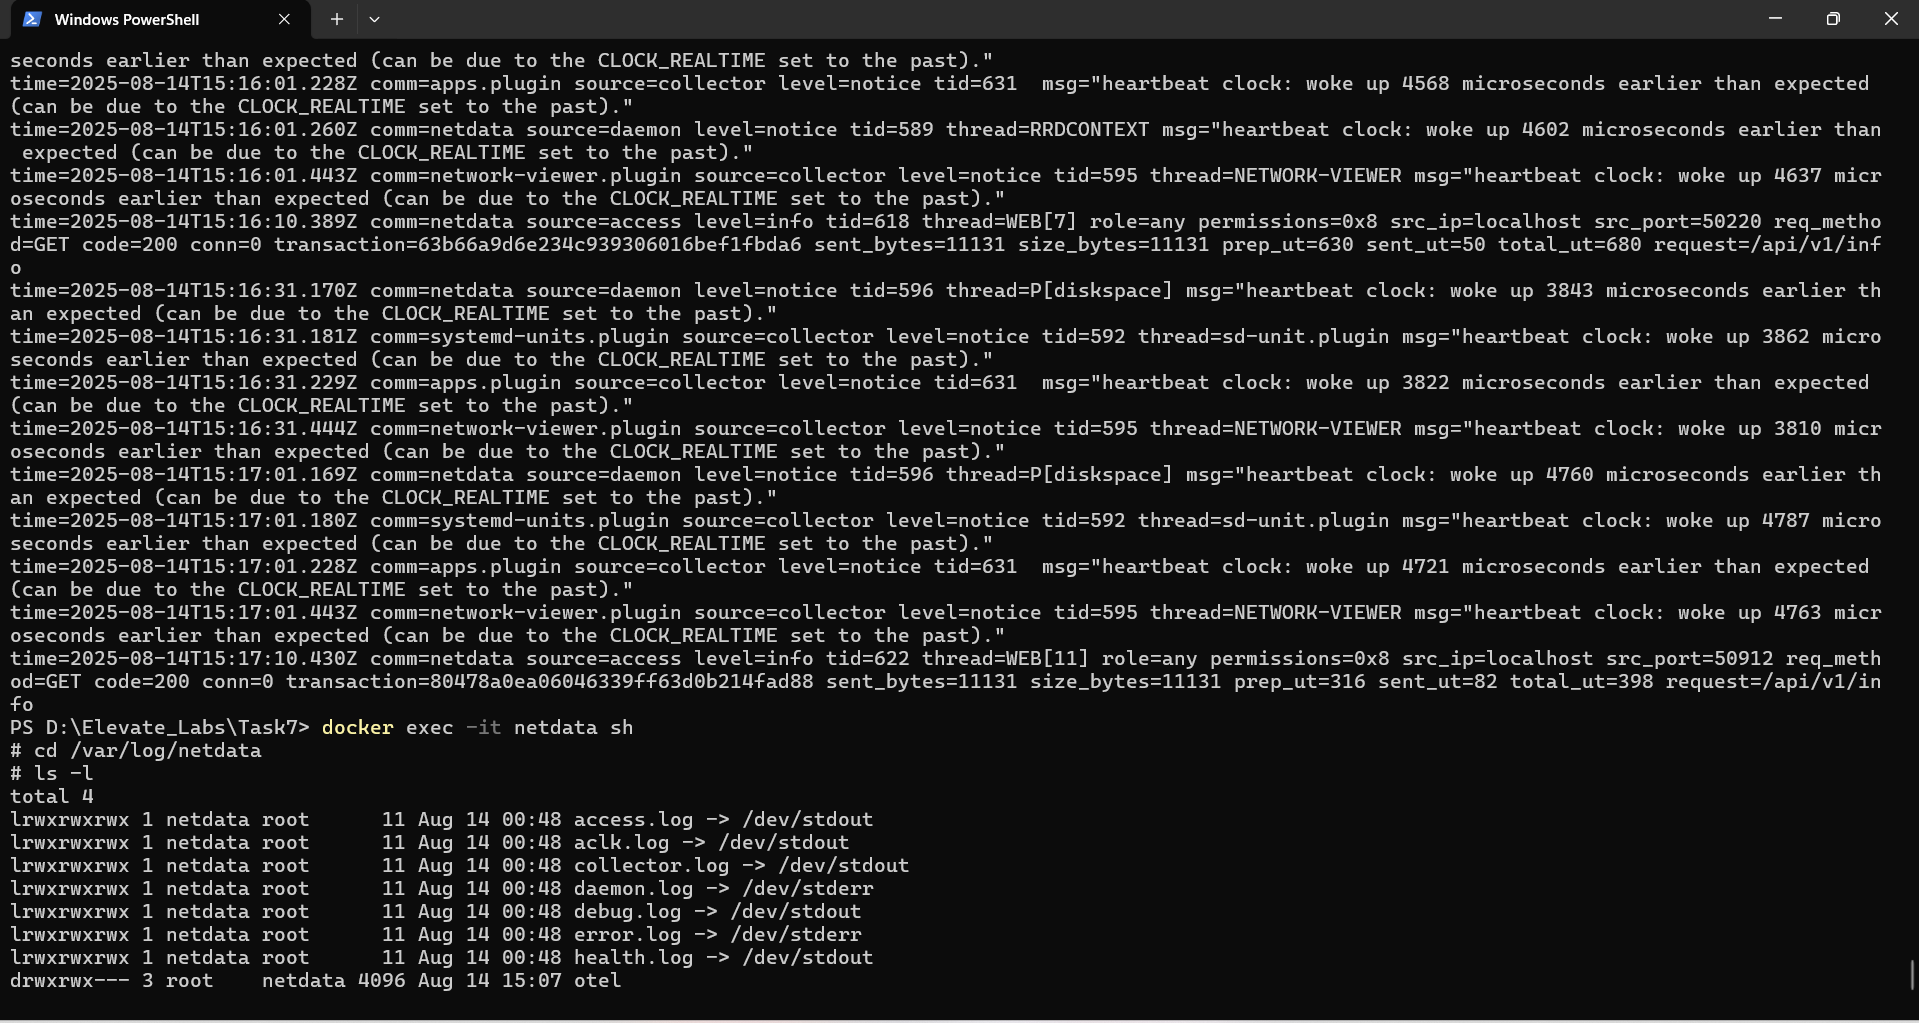 Windows PowerShell
seconds earlier than expected (can be due to the CLOCK_REALTIME set to the past)."
time=2025-08-14T15:16:01.228Z comm=apps.plugin source=collector level=notice tid=631  msg="heartbeat clock: woke up 4568 microseconds earlier than expected
(can be due to the CLOCK_REALTIME set to the past)."
time=2025-08-14T15:16:01.260Z comm=netdata source=daemon level=notice tid=589 thread=RRDCONTEXT msg="heartbeat clock: woke up 4602 microseconds earlier than
 expected (can be due to the CLOCK_REALTIME set to the past)."
time=2025-08-14T15:16:01.443Z comm=network-viewer.plugin source=collector level=notice tid=595 thread=NETWORK-VIEWER msg="heartbeat clock: woke up 4637 micr
oseconds earlier than expected (can be due to the CLOCK_REALTIME set to the past)."
time=2025-08-14T15:16:10.389Z comm=netdata source=access level=info tid=618 thread=WEB[7] role=any permissions=0x8 src_ip=localhost src_port=50220 req_metho
d=GET code=200 conn=0 transaction=63b66a9d6e234c939306016bef1fbda6 sent_bytes=11131 size_bytes=11131 prep_ut=630 sent_ut=50 total_ut=680 request=/api/v1/inf
o
time=2025-08-14T15:16:31.170Z comm=netdata source=daemon level=notice tid=596 thread=P[diskspace] msg="heartbeat clock: woke up 3843 microseconds earlier th
an expected (can be due to the CLOCK_REALTIME set to the past)."
time=2025-08-14T15:16:31.181Z comm=systemd-units.plugin source=collector level=notice tid=592 thread=sd-unit.plugin msg="heartbeat clock: woke up 3862 micro
seconds earlier than expected (can be due to the CLOCK_REALTIME set to the past)."
time=2025-08-14T15:16:31.229Z comm=apps.plugin source=collector level=notice tid=631  msg="heartbeat clock: woke up 3822 microseconds earlier than expected
(can be due to the CLOCK_REALTIME set to the past)."
time=2025-08-14T15:16:31.444Z comm=network-viewer.plugin source=collector level=notice tid=595 thread=NETWORK-VIEWER msg="heartbeat clock: woke up 3810 micr
oseconds earlier than expected (can be due to the CLOCK_REALTIME set to the past)."
time=2025-08-14T15:17:01.169Z comm=netdata source=daemon level=notice tid=596 thread=P[diskspace] msg="heartbeat clock: woke up 4760 microseconds earlier th
an expected (can be due to the CLOCK_REALTIME set to the past)."
time=2025-08-14T15:17:01.180Z comm=systemd-units.plugin source=collector level=notice tid=592 thread=sd-unit.plugin msg="heartbeat clock: woke up 4787 micro
seconds earlier than expected (can be due to the CLOCK_REALTIME set to the past)."
time=2025-08-14T15:17:01.228Z comm=apps.plugin source=collector level=notice tid=631  msg="heartbeat clock: woke up 4721 microseconds earlier than expected
(can be due to the CLOCK_REALTIME set to the past)."
time=2025-08-14T15:17:01.443Z comm=network-viewer.plugin source=collector level=notice tid=595 thread=NETWORK-VIEWER msg="heartbeat clock: woke up 4763 micr
oseconds earlier than expected (can be due to the CLOCK_REALTIME set to the past)."
time=2025-08-14T15:17:10.430Z comm=netdata source=access level=info tid=622 thread=WEB[11] role=any permissions=0x8 src_ip=localhost src_port=50912 req_meth
od=GET code=200 conn=0 transaction=80478a0ea06046339ff63d0b214fad88 sent_bytes=11131 size_bytes=11131 prep_ut=316 sent_ut=82 total_ut=398 request=/api/v1/in
fo
PS D:\Elevate_Labs\Task7> docker exec -it netdata sh
# cd /var/log/netdata
# ls -l
total 4
lrwxrwxrwx 1 netdata root      11 Aug 14 00:48 access.log -> /dev/stdout
lrwxrwxrwx 1 netdata root      11 Aug 14 00:48 aclk.log -> /dev/stdout
lrwxrwxrwx 1 netdata root      11 Aug 14 00:48 collector.log -> /dev/stdout
lrwxrwxrwx 1 netdata root      11 Aug 14 00:48 daemon.log -> /dev/stderr
lrwxrwxrwx 1 netdata root      11 Aug 14 00:48 debug.log -> /dev/stdout
lrwxrwxrwx 1 netdata root      11 Aug 14 00:48 error.log -> /dev/stderr
lrwxrwxrwx 1 netdata root      11 Aug 14 00:48 health.log -> /dev/stdout
drwxrwx--- 3 root    netdata 4096 Aug 14 15:07 otel